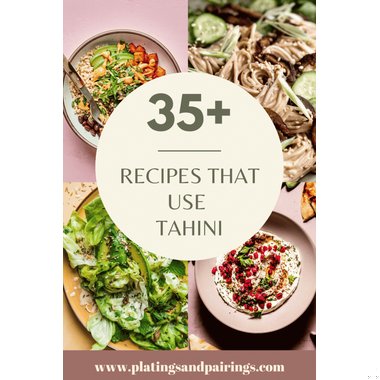 35+
RECIPES THAT
USE
TAHINI
www.platingsandpairings.com